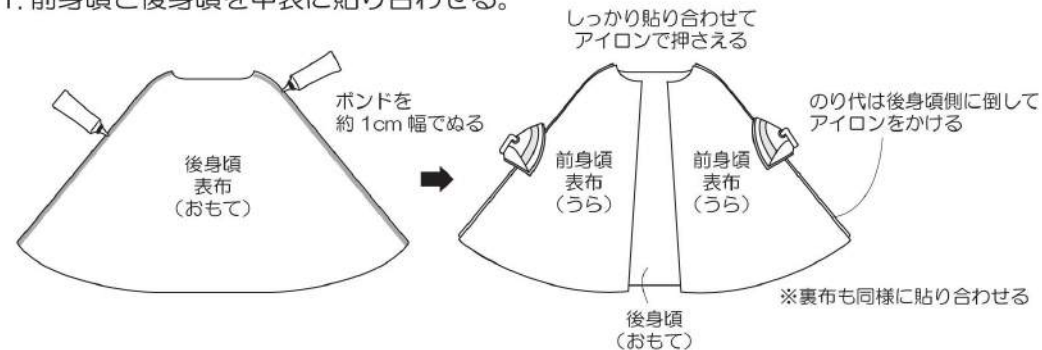 1. 前身頃と後身頃を中表に貼り合わせる。
しっかり貼り合わせて
アイロンで押さえる
ボンドを
約1cm 幅でぬる
のり代は後身頃側に倒して
アイロンをかける
後身頃
表布
（おもて）
前身頃
表布
（うら）
前身頃
表布
（うら）
※裏布も同様に貼り合わせる
後身頃
（おもて）